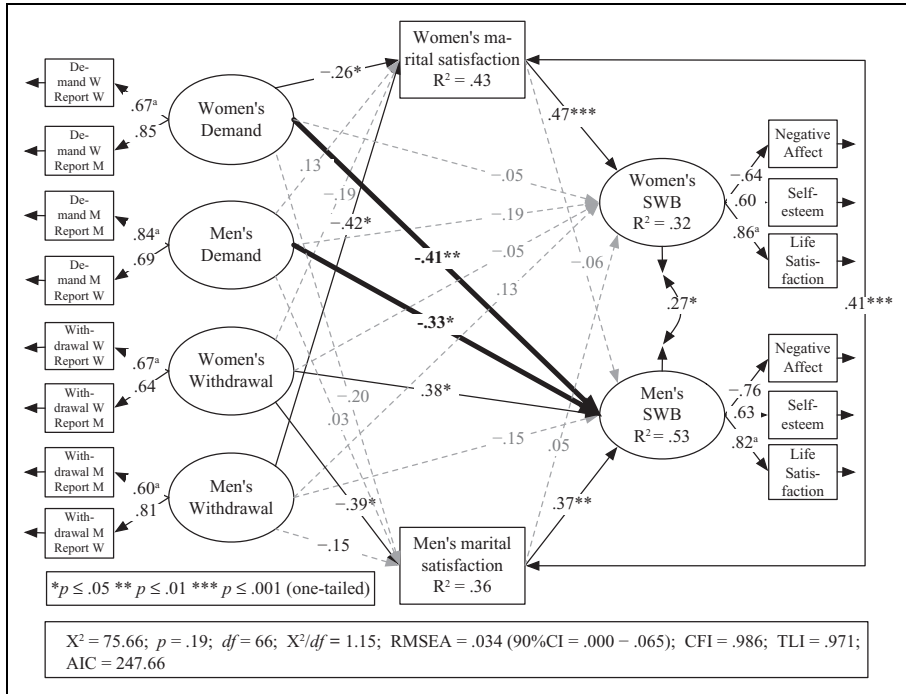 Women's ma-
rital satisfaction
R² = .43
De-
mand W
Report W
.67ᵃ
De-
mand W
Report M
.85
Women's
Demand
De-
mand M
Report M
.84ᵃ
De-
mand M
Report W
.69
Men's
Demand
With-
drawal W
Report W
.67ᵃ
With-
drawal W
Report M
.64
Women's
Withdrawal
With-
drawal M
Report M
.60ᵃ
With-
drawal M
Report W
.81
Men's
Withdrawal
−.26*
.13
−.19
−.42*
−.05
−.19
−.05
.13
-.41**
-.33*
.38*
−.15
−.20
.03
−.39*
−.15
.47***
−.06
.05
.37**
Women's
SWB
R² = .32
−.64
.60
.86ᵃ
Negative
Affect
Self-
esteem
Life
Satis-
faction
.27*
.41***
Men's
SWB
R² = .53
−.76
.63
.82ᵃ
Negative
Affect
Self-
esteem
Life
Satis-
faction
Men's marital
satisfaction
R² = .36
*p ≤ .05 ** p ≤ .01 *** p ≤ .001 (one-tailed)
X² = 75.66; p = .19; df = 66; X²/df = 1.15; RMSEA = .034 (90%CI = .000 − .065); CFI = .986; TLI = .971;
AIC = 247.66